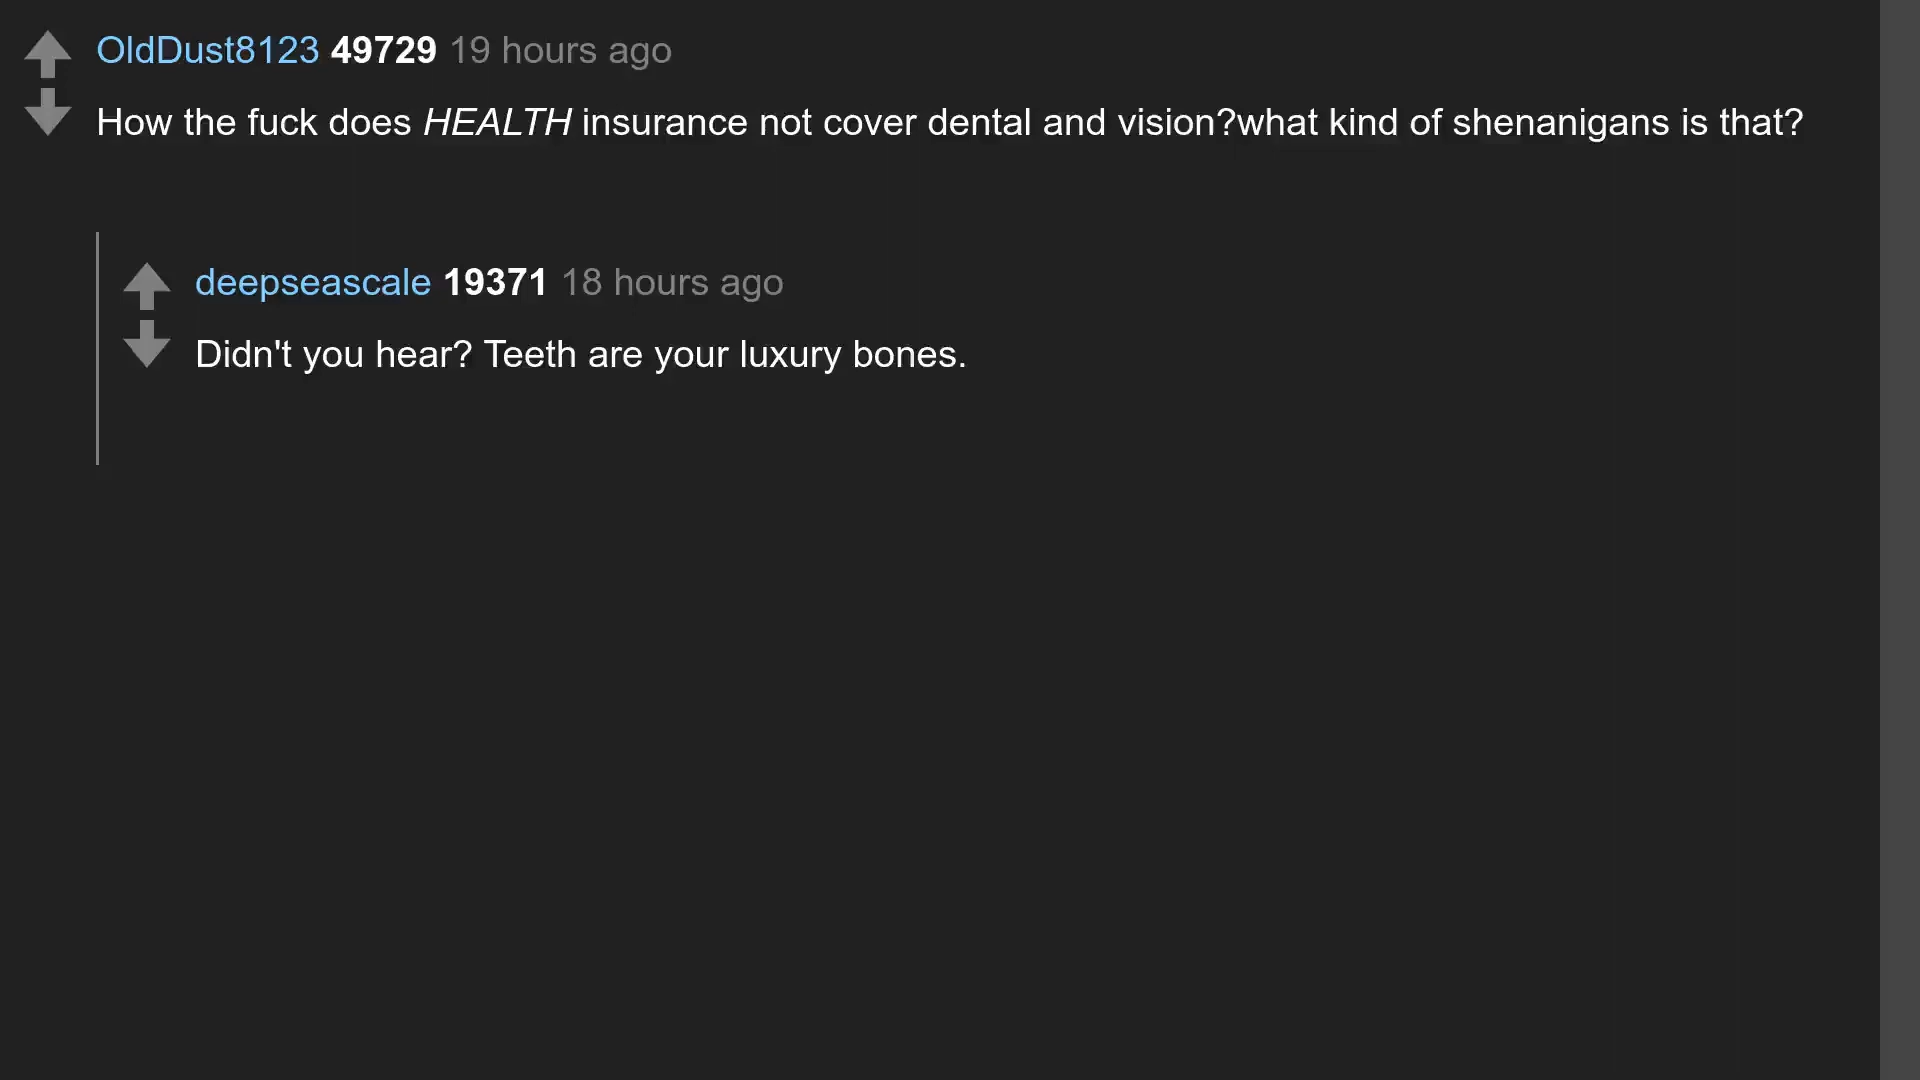 OldDust8123 49729 19 hours ago
How the fuck does HEALTH insurance not cover dental and vision?what kind of shenanigans is that?
deepseascale 19371 18 hours ago
Didn't you hear? Teeth are your luxury bones.